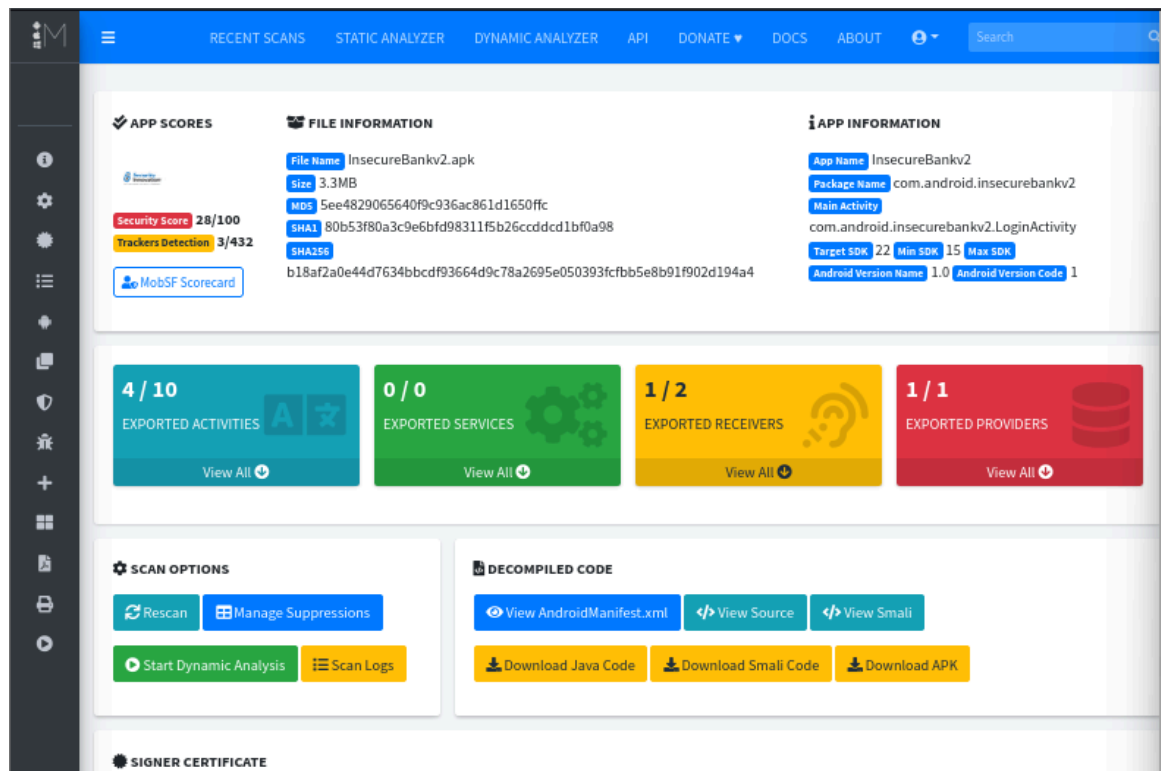 RECENT SCANS STATIC ANALYZER DYNAMIC ANALYZER API DONATE ♥ DOCS ABOUT Search
APP SCORES
Security Score 28/100
Trackers Detection 3/432
MobSF Scorecard
FILE INFORMATION
File Name InsecureBankv2.apk
Size 3.3MB
MD5 5ee4829065640f9c936ac861d1650ffc
SHA1 80b53f80a3c9e6bfd98311f5b26ccddcd1bf0a98
SHA256
b18af2a0e44d7634bbcdf93664d9c78a2695e050393fcfbb5e8b91f902d194a4
APP INFORMATION
App Name InsecureBankv2
Package Name com.android.insecurebankv2
Main Activity
com.android.insecurebankv2.LoginActivity
Target SDK 22 Min SDK 15 Max SDK
Android Version Name 1.0 Android Version Code 1
4 / 10
EXPORTED ACTIVITIES
View All
0 / 0
EXPORTED SERVICES
View All
1 / 2
EXPORTED RECEIVERS
View All
1 / 1
EXPORTED PROVIDERS
View All
SCAN OPTIONS
Rescan Manage Suppressions
Start Dynamic Analysis Scan Logs
DECOMPILED CODE
View AndroidManifest.xml View Source View Smali
Download Java Code Download Smali Code Download APK
SIGNER CERTIFICATE